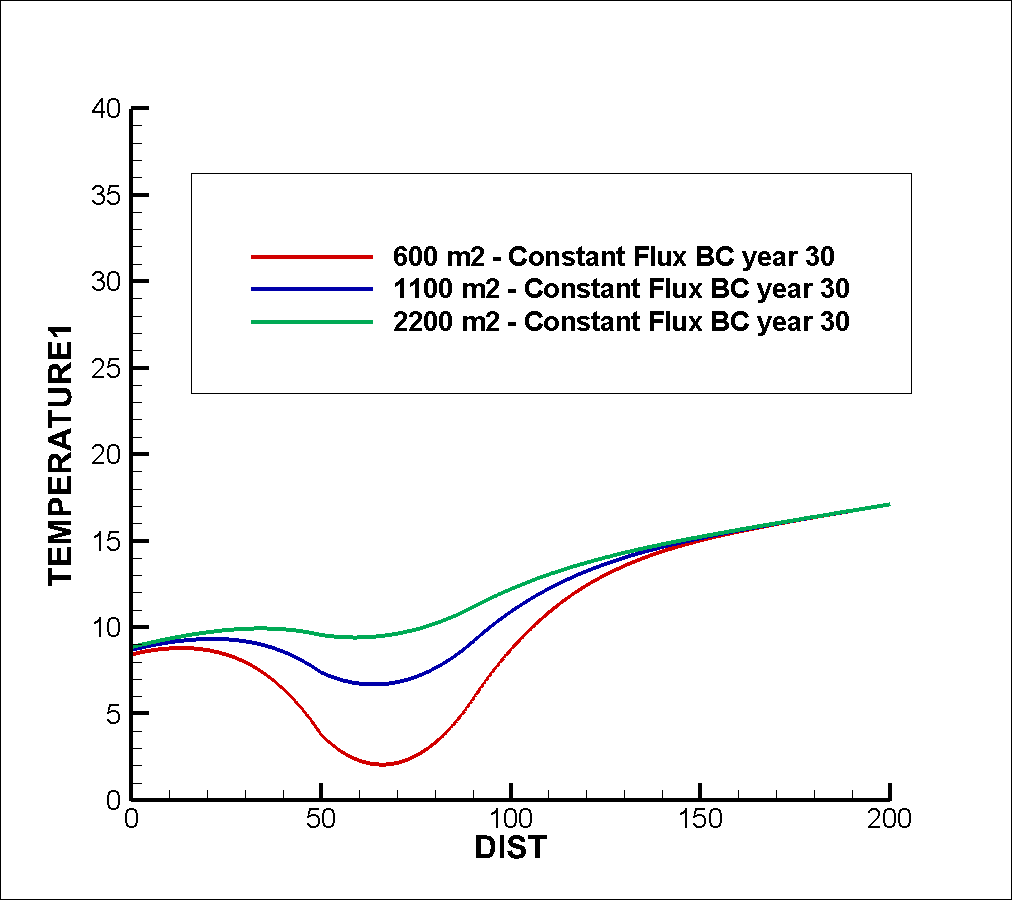 40
35
30
25
20
15
10
5
0
TEMPERATURE1
600 m2 - Constant Flux BC year 30
1100 m2 - Constant Flux BC year 30
2200 m2 - Constant Flux BC year 30
0 50 100 150 200
DIST